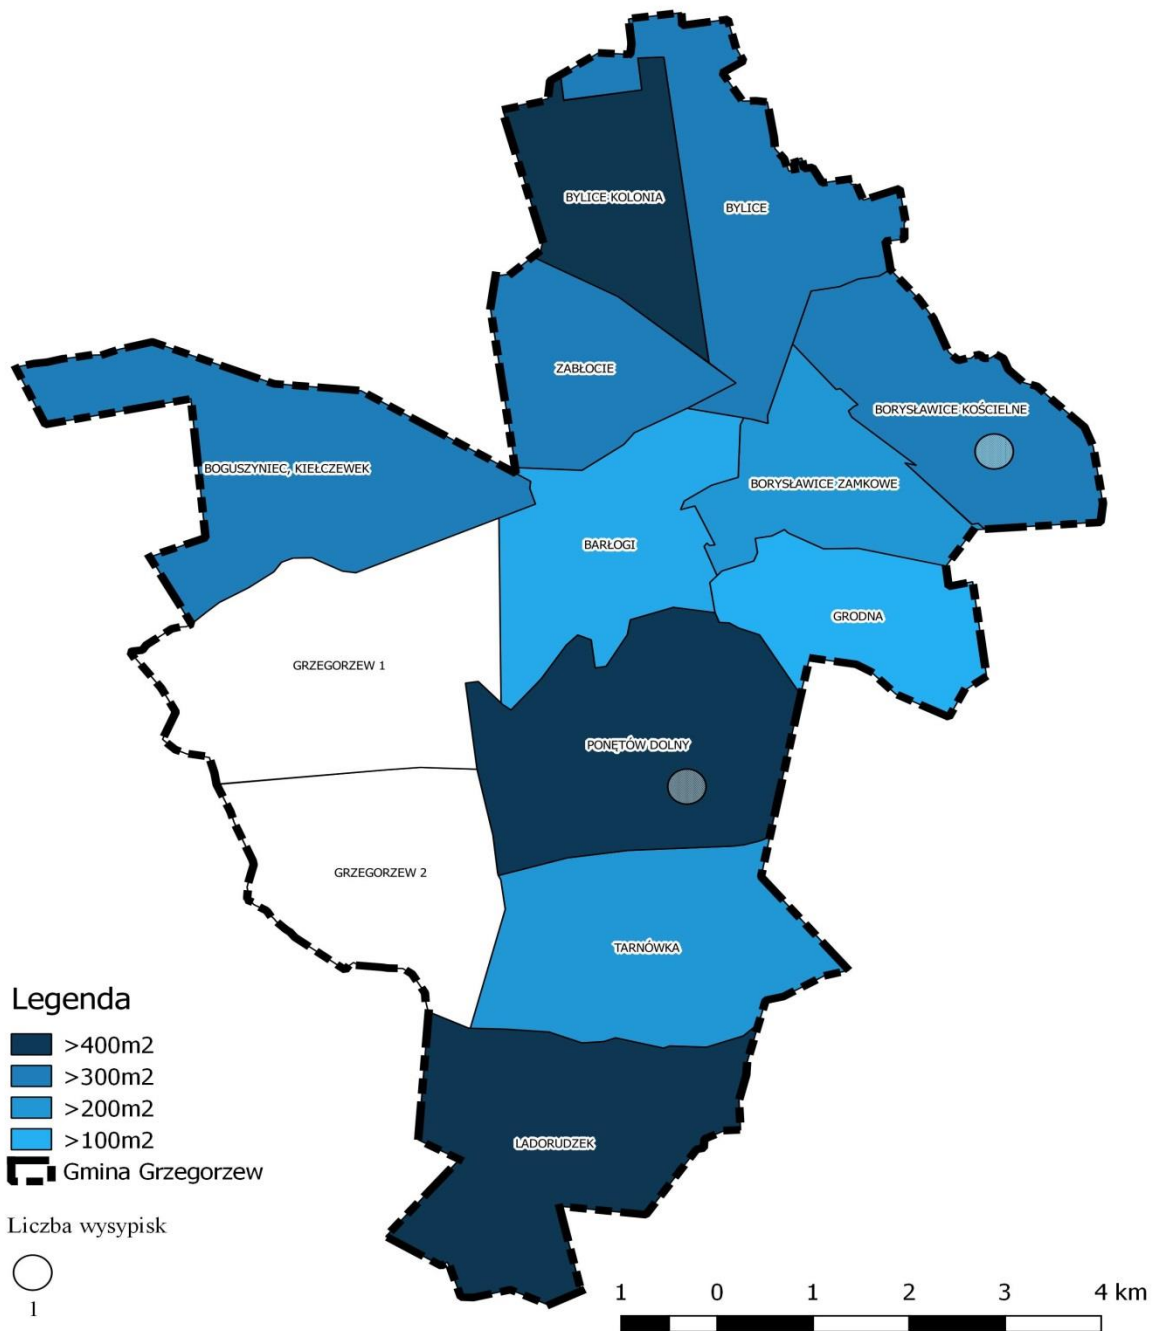 BYLICE KOLONIA
BYLICE
ZABŁOCIE
BORYSŁAWICE KOŚCIELNE
BOGUSZYNIEC, KIEŁCZEWEK
BORYSŁAWICE ZAMKOWE
BARŁOGI
GRODNA
GRZEGORZEW 1
PONĘTÓW DOLNY
GRZEGORZEW 2
TARNÓWKA
LADORUDZEK
Legenda
>400m2
>300m2
>200m2
>100m2
Gmina Grzegorzew
Liczba wysypisk
1
1 0 1 2 3 4 km